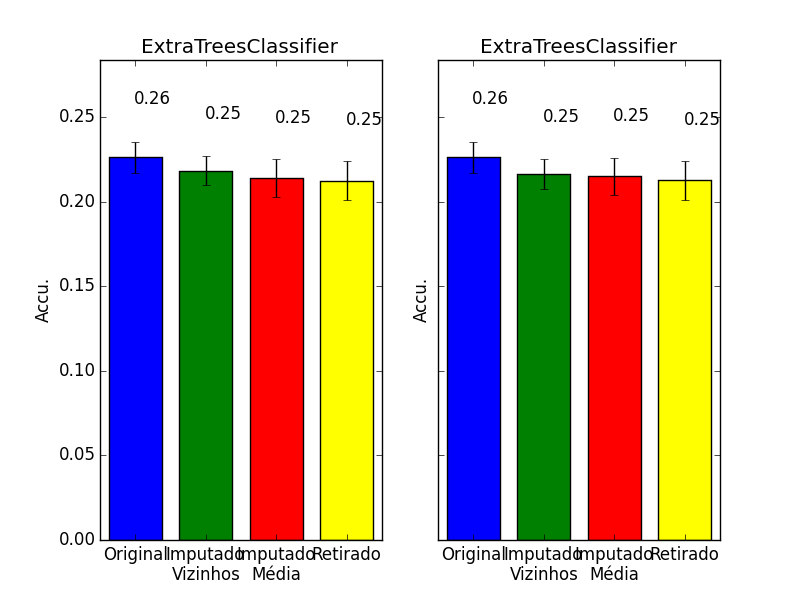 ExtraTreesClassifier
Accu.
0.25
0.20
0.15
0.10
0.05
0.00
0.26
0.25
0.25
0.25
Original Imputado Imputado Retirado
Vizinhos Média
ExtraTreesClassifier
Accu.
0.26
0.25
0.25
0.25
Original Imputado Imputado Retirado
Vizinhos Média